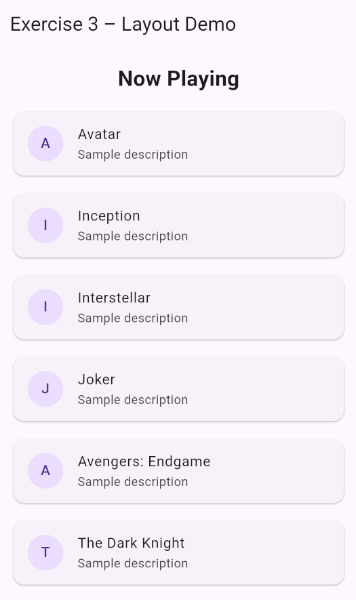 Exercise 3 – Layout Demo
Now Playing
A
Avatar
Sample description
I
Inception
Sample description
I
Interstellar
Sample description
J
Joker
Sample description
A
Avengers: Endgame
Sample description
T
The Dark Knight
Sample description